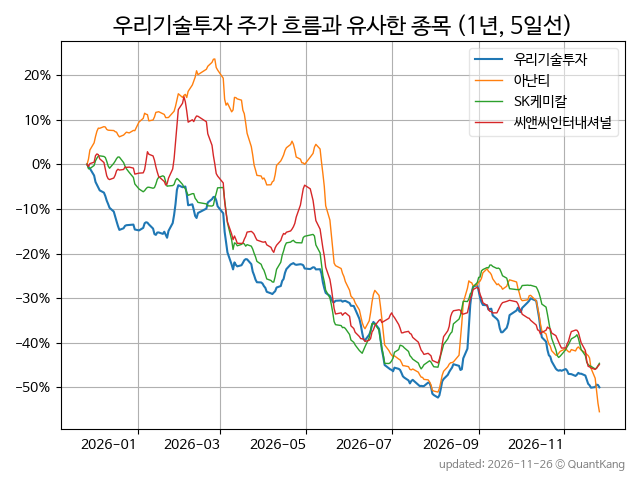 우리기술투자 주가 흐름과 유사한 종목 (1년, 5일선)
우리기술투자
아난티
SK케미칼
씨앤씨인터내셔널
20%
10%
0%
−10%
−20%
−30%
−40%
−50%
2026−01
2026−03
2026−05
2026−07
2026−09
2026−11
updated: 2026-11-26 © QuantKang